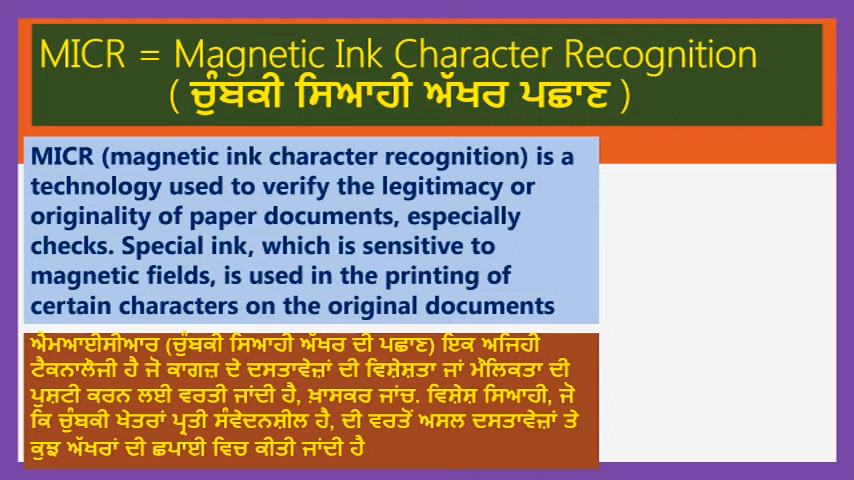 MICR = Magnetic Ink Character Recognition
( ਚੁੰਬਕੀ ਸਿਆਹੀ ਅੱਖਰ ਪਛਾਣ )
MICR (magnetic ink character recognition) is a
technology used to verify the legitimacy or
originality of paper documents, especially
checks. Special ink, which is sensitive to
magnetic fields, is used in the printing of
certain characters on the original documents
ਐਮਆਈਸੀਆਰ (ਚੁੰਬਕੀ ਸਿਆਹੀ ਅੱਖਰ ਦੀ ਪਛਾਣ) ਇਕ ਅਜਿਹੀ
ਟੈਕਨਾਲੋਜੀ ਹੈ ਜੋ ਕਾਗਜ਼ ਦੇ ਦਸਤਾਵੇਜ਼ਾਂ ਦੀ ਵਿਸ਼ੇਸ਼ਤਾ ਜਾਂ ਮੌਲਿਕਤਾ ਦੀ
ਪੁਸ਼ਟੀ ਕਰਨ ਲਈ ਵਰਤੀ ਜਾਂਦੀ ਹੈ, ਖ਼ਾਸਕਰ ਜਾਂਚ. ਵਿਸ਼ੇਸ਼ ਸਿਆਹੀ, ਜੋ
ਕਿ ਚੁੰਬਕੀ ਖੇਤਰਾਂ ਪ੍ਰਤੀ ਸੰਵੇਦਨਸ਼ੀਲ ਹੈ, ਦੀ ਵਰਤੋਂ ਅਸਲ ਦਸਤਾਵੇਜ਼ਾਂ ਤੇ
ਕੁਝ ਅੱਖਰਾਂ ਦੀ ਛਪਾਈ ਵਿਚ ਕੀਤੀ ਜਾਂਦੀ ਹੈ